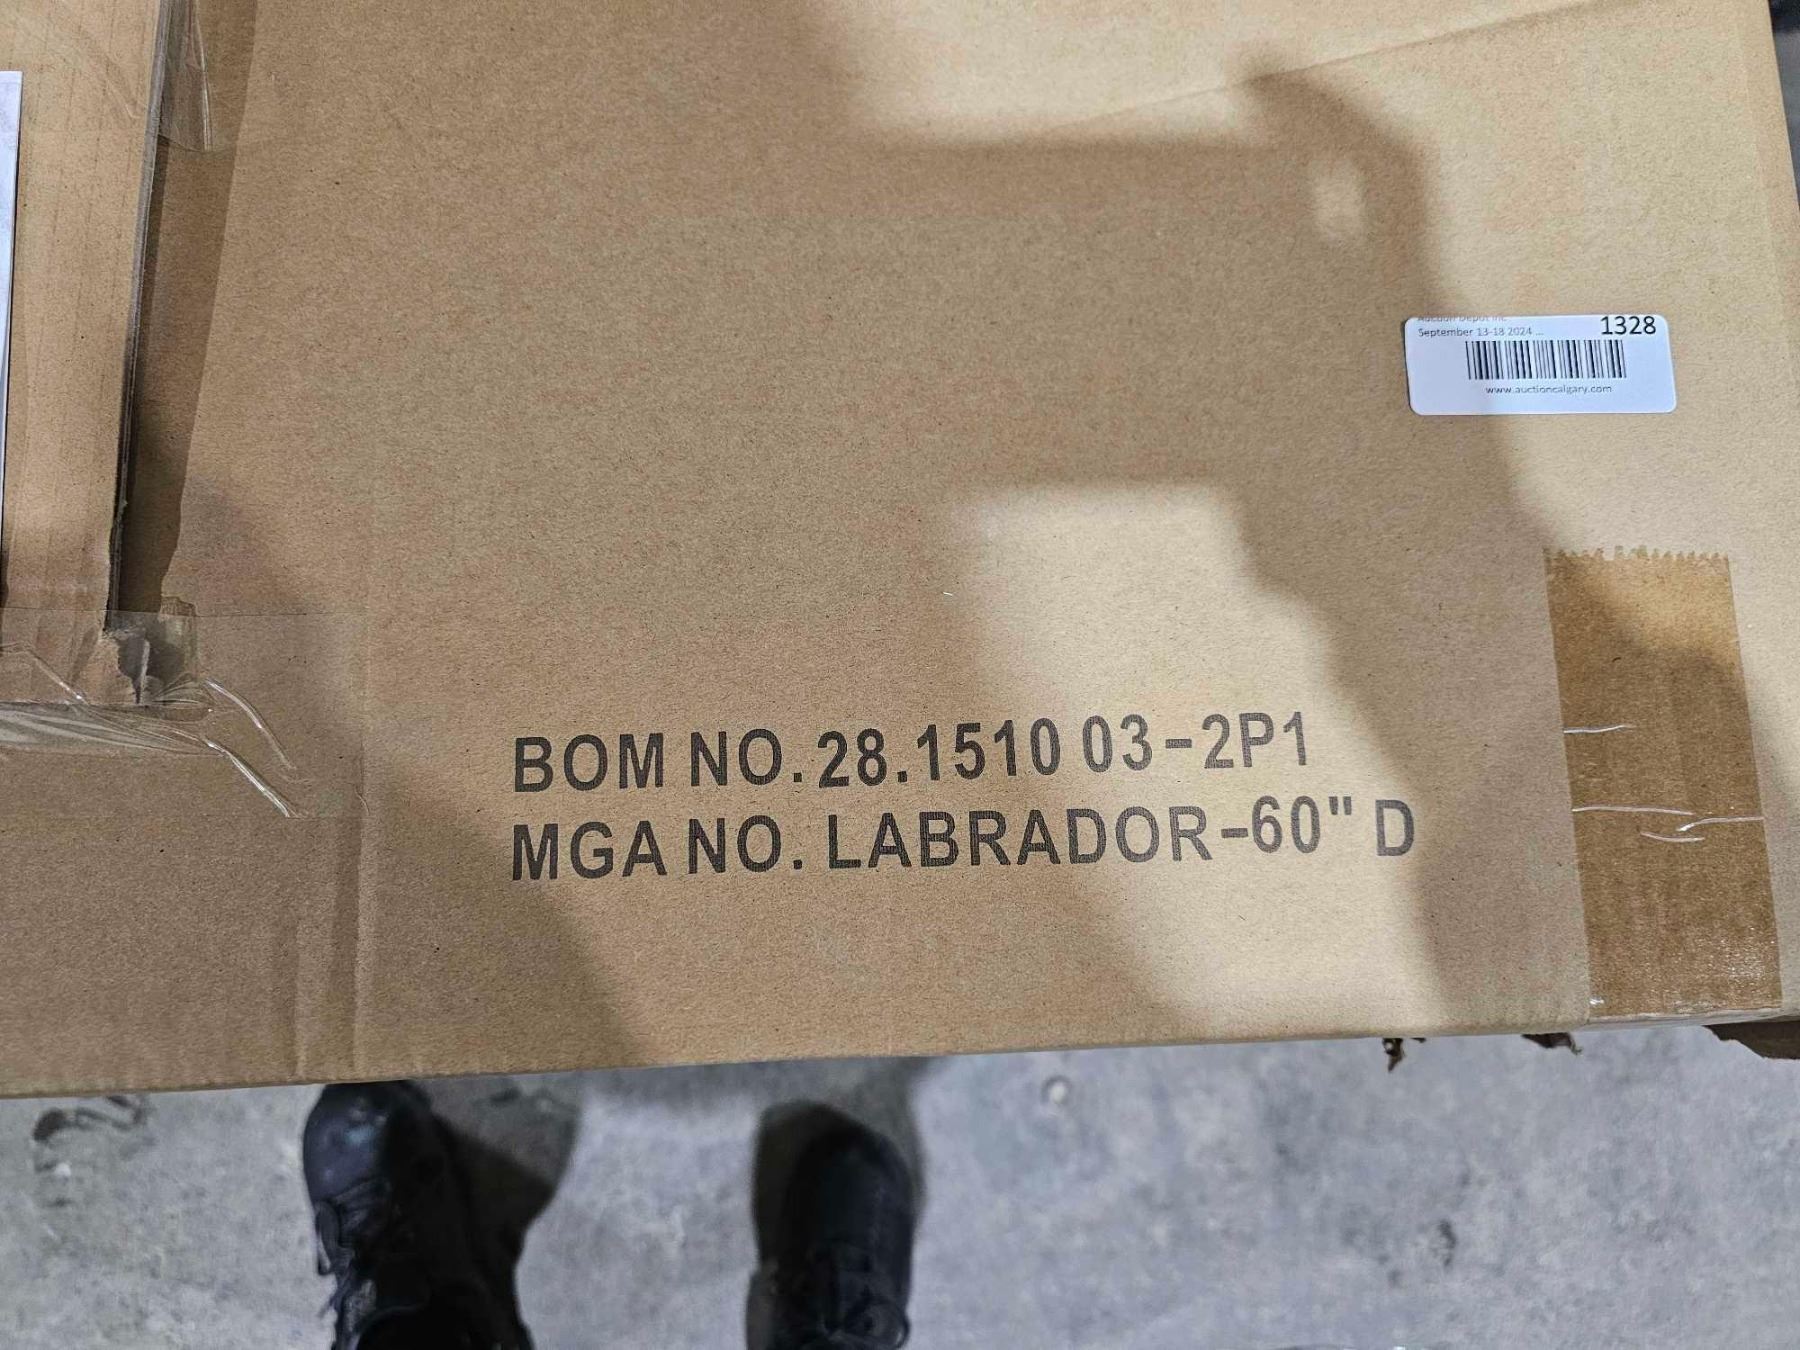 Auction Depot Inc
September 13-18 2024 ...
1328
www.auctioncalgary.com
BOM NO.28.1510 03-2P1
MGA NO. LABRADOR-60" D